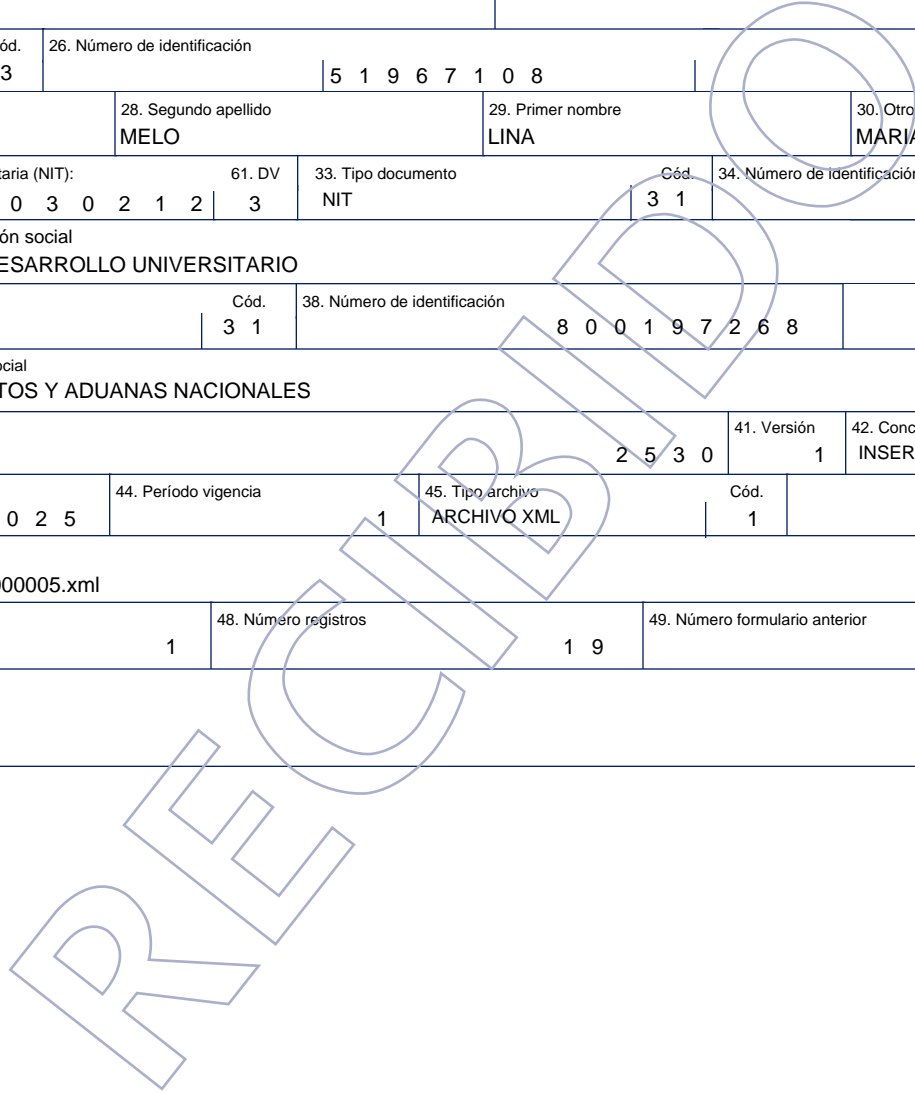 ód. 26. Número de identificación
3 5 1 9 6 7 1 0 8
28. Segundo apellido 29. Primer nombre 30. Otro
MELO LINA MARIA
taria (NIT): 61. DV 33. Tipo documento Cód. 34. Número de identificación
0 3 0 2 1 2 3 NIT 3 1
ón social
ESARROLLO UNIVERSITARIO
Cód. 38. Número de identificación
3 1 8 0 0 1 9 7 2 6 8
ocial
TOS Y ADUANAS NACIONALES
41. Versión 42. Conc
2 5 3 0 1 INSER
44. Período vigencia 45. Tipo archivo Cód.
0 2 5 1 ARCHIVO XML 1
000005.xml
48. Número registros 49. Número formulario anterior
1 1 9
RECIBIDO